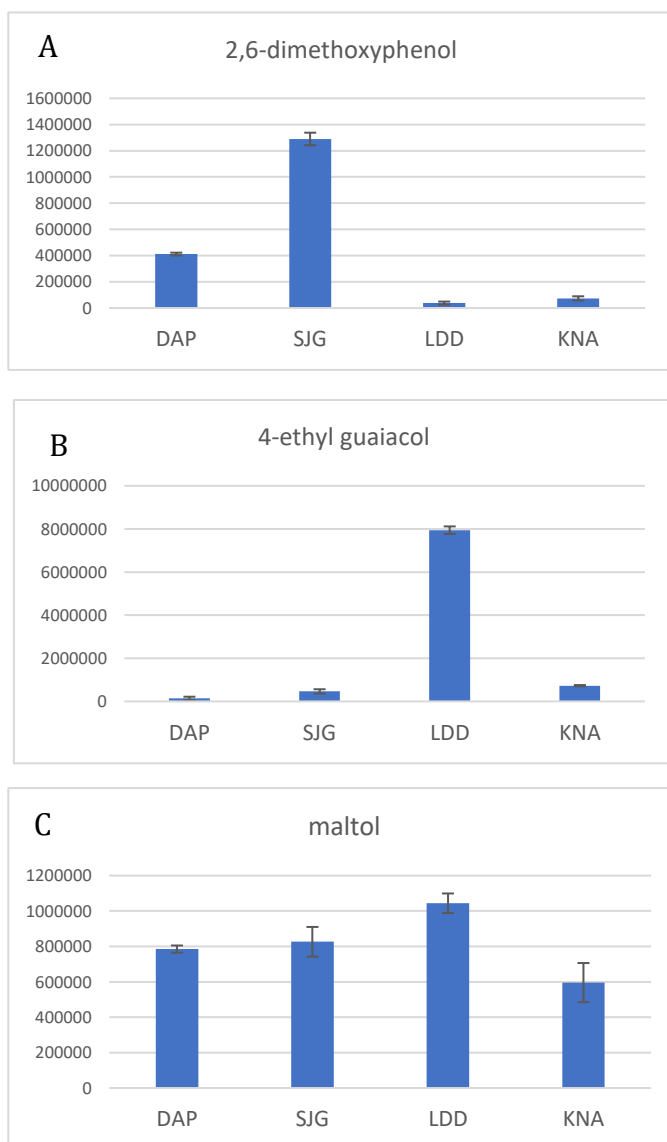 A
2,6-dimethoxyphenol
1600000
1400000
1200000
1000000
800000
600000
400000
200000
0
DAP SJG LDD KNA
B
4-ethyl guaiacol
10000000
8000000
6000000
4000000
2000000
0
DAP SJG LDD KNA
C
maltol
1200000
1000000
800000
600000
400000
200000
0
DAP SJG LDD KNA